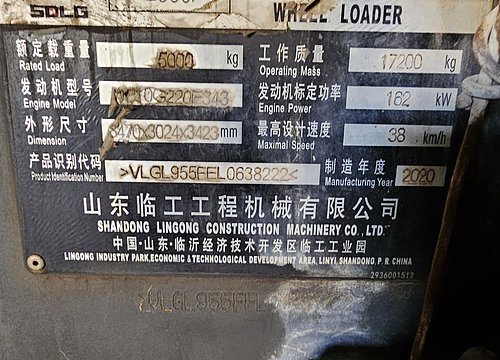 SDLG
WHEEL LOADER
额定载重量 Rated Load 5000 kg 工作质量 Operating Mass 17200 kg
发动机型号 Engine Model 发动机标定功率 Engine Power 162 kW
外形尺寸 Dimension 8470x3024x3423 mm 最高设计速度 Maximal Speed 38 km/h
产品识别代码 Product Identification Number >VLGL955FEL0638222< 制造年度 Manufacturing Year 2020
山东临工工程机械有限公司
SHANDONG LINGONG CONSTRUCTION MACHINERY CO., LTD.
中国·山东·临沂经济技术开发区临工工业园
LINGONG INDUSTRY PARK, ECONOMIC & TECHNOLOGICAL DEVELOPMENT AREA, LINYI, SHANDONG, P. R. CHINA
2936001512
>VLGL955FEL